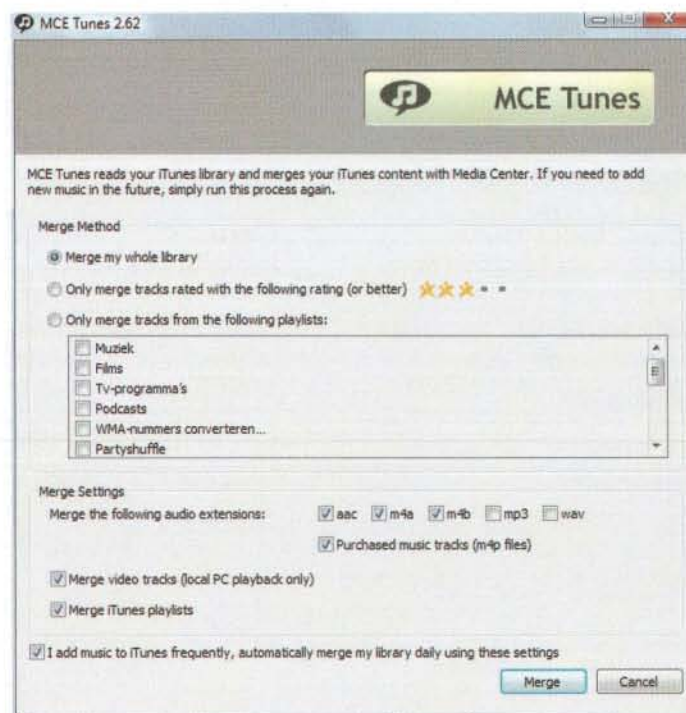 MCE Tunes 2.62
MCE Tunes
MCE Tunes reads your iTunes library and merges your iTunes content with Media Center. If you need to add
new music in the future, simply run this process again.
Merge Method
Merge my whole library
Only merge tracks rated with the following rating (or better)
Only merge tracks from the following playlists:
Muziek
Films
Tv-programma's
Podcasts
WMA-nummers converteren...
Partyshuffle
Merge Settings
Merge the following audio extensions: aac m4a m4b mp3 wav
Purchased music tracks (m4p files)
Merge video tracks (local PC playback only)
Merge iTunes playlists
I add music to iTunes frequently, automatically merge my library daily using these settings
Merge Cancel